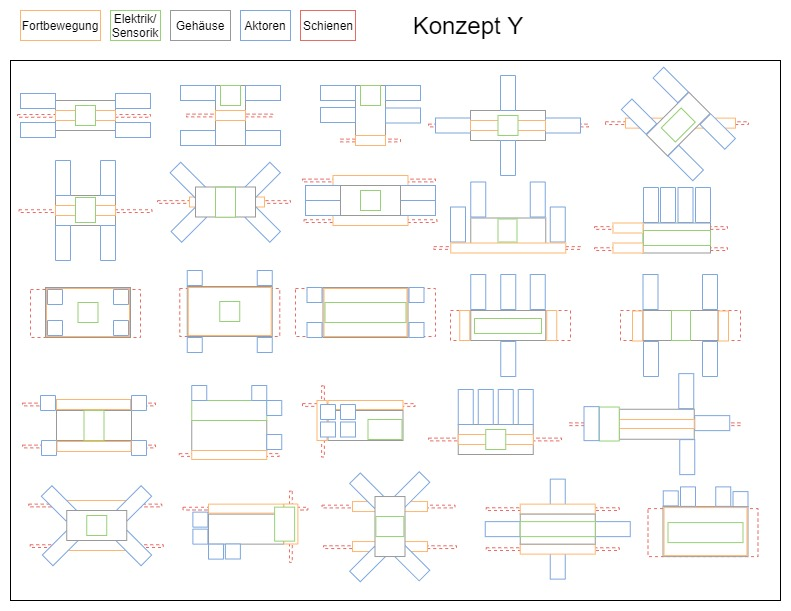 Fortbewegung
Elektrik/
Sensorik
Gehäuse
Aktoren
Schienen
Konzept Y